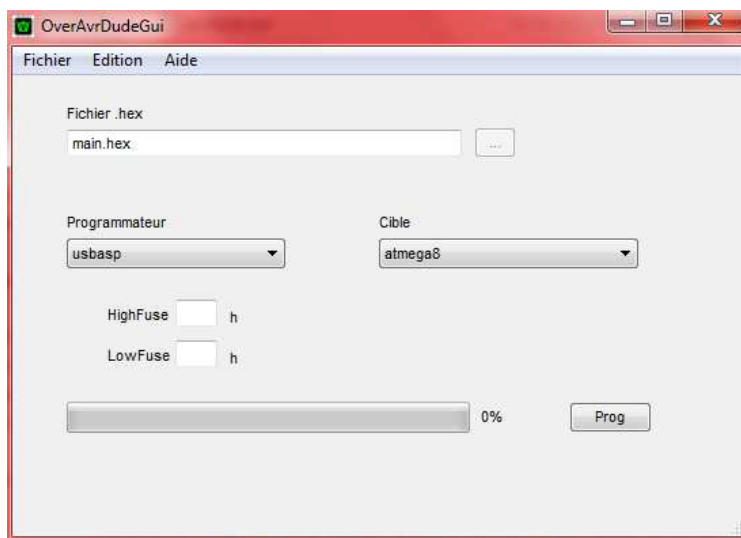 OverAvrDudeGui
Fichier Edition Aide
Fichier .hex
main.hex ...
Programmateur Cible
usbasp atmega8
HighFuse h
LowFuse h
0% Prog